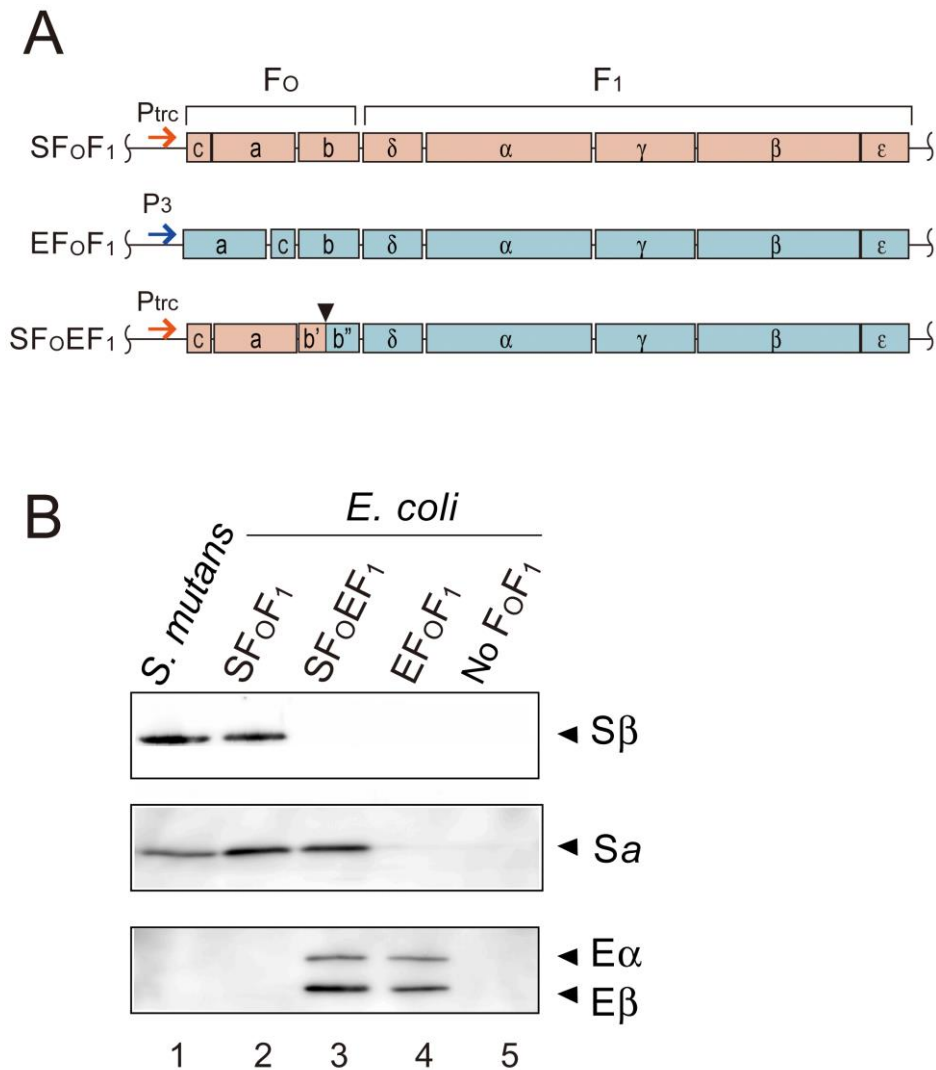 A
Fo F1
Ptrc
SFoF1 c a b δ α γ β ε
P3
EFoF1 a c b δ α γ β ε
Ptrc
SFoEF1 c a b' b" δ α γ β ε
B
E. coli
S. mutans SFoF1 SFoEF1 EFoF1 No FoF1
Sβ
Sa
Eα
Eβ
1 2 3 4 5